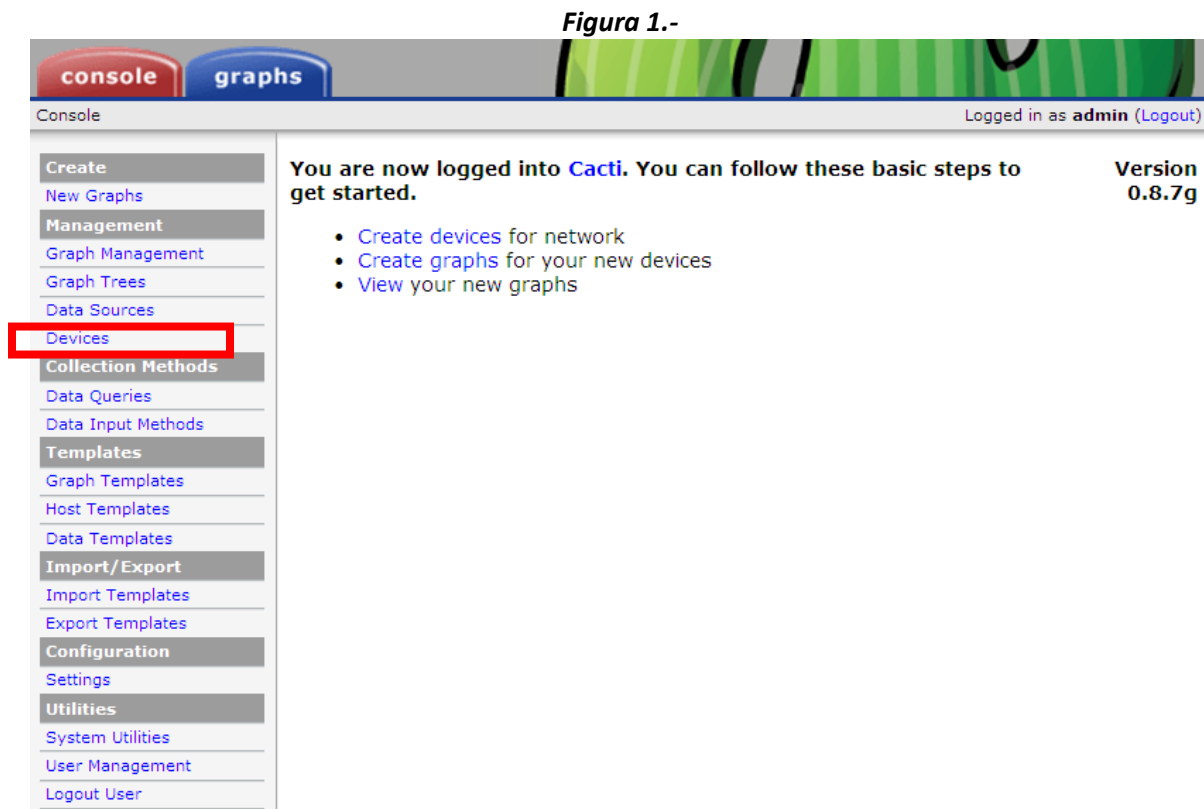 Figura 1.-
console graphs
Console Logged in as admin (Logout)
Create
New Graphs
Management
Graph Management
Graph Trees
Data Sources
Devices
Collection Methods
Data Queries
Data Input Methods
Templates
Graph Templates
Host Templates
Data Templates
Import/Export
Import Templates
Export Templates
Configuration
Settings
Utilities
System Utilities
User Management
Logout User
You are now logged into Cacti. You can follow these basic steps to
get started.
Version
0.8.7g
• Create devices for network
• Create graphs for your new devices
• View your new graphs